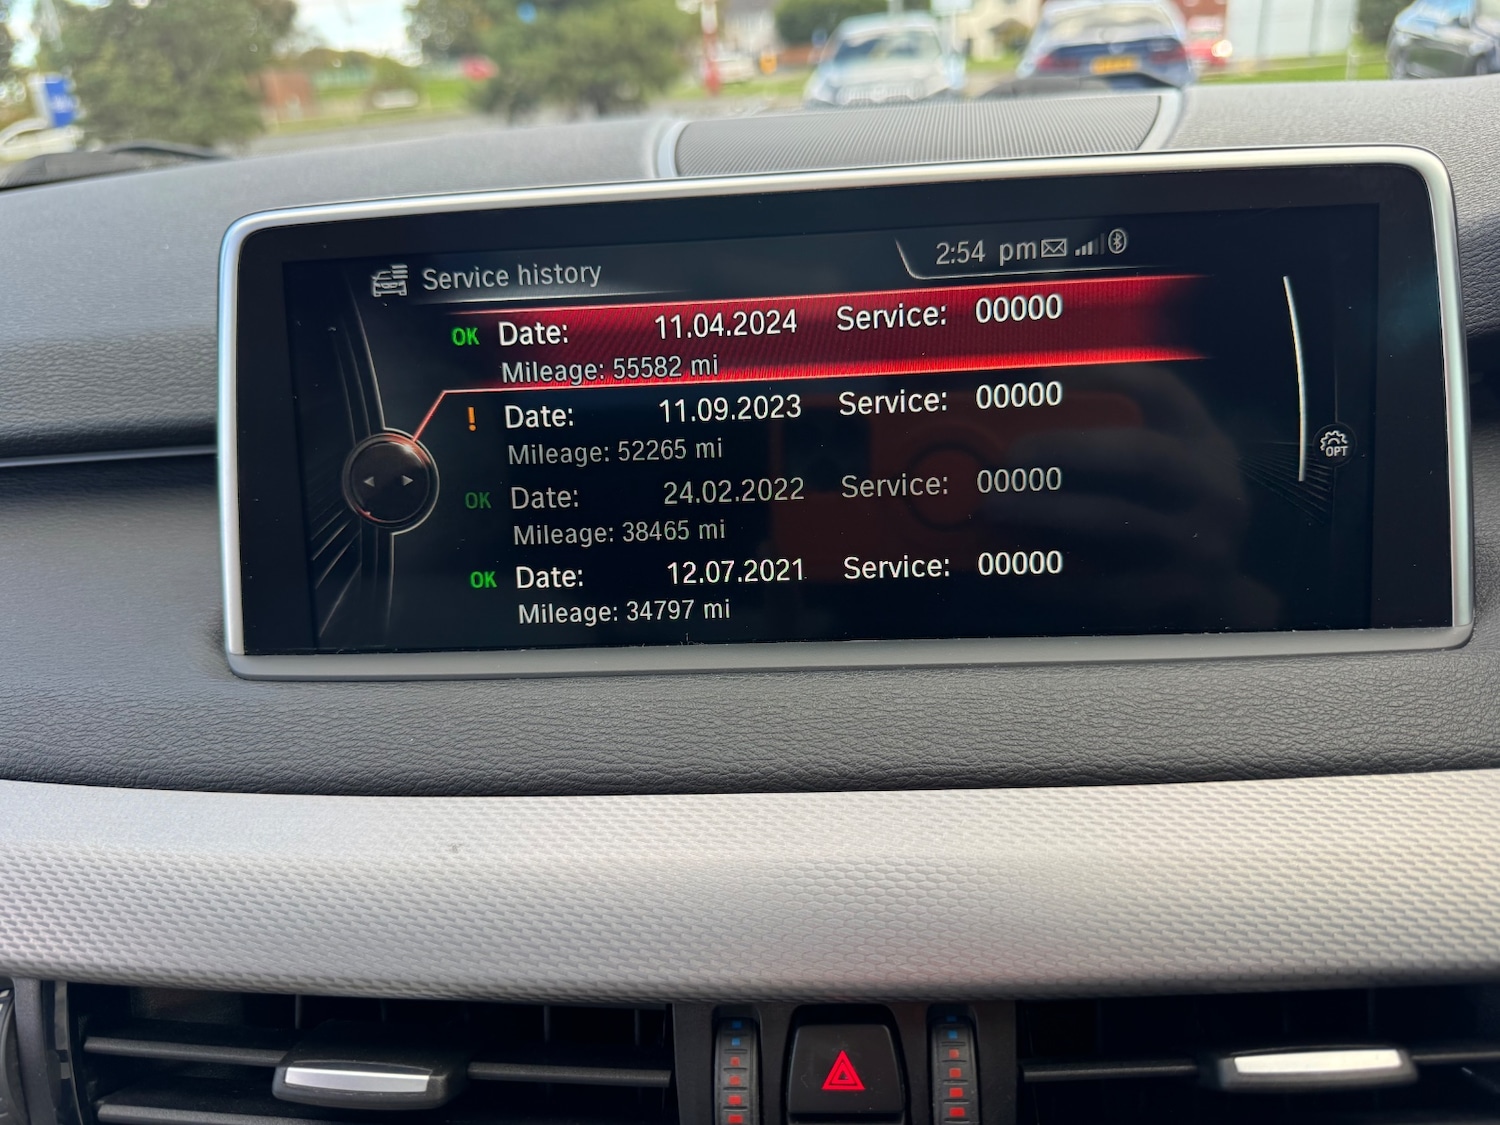 Service history
2:54 pm
OK Date: 11.04.2024 Service: 00000
Mileage: 55582 mi
! Date: 11.09.2023 Service: 00000
Mileage: 52265 mi
OK Date: 24.02.2022 Service: 00000
Mileage: 38465 mi
OK Date: 12.07.2021 Service: 00000
Mileage: 34797 mi
OPT